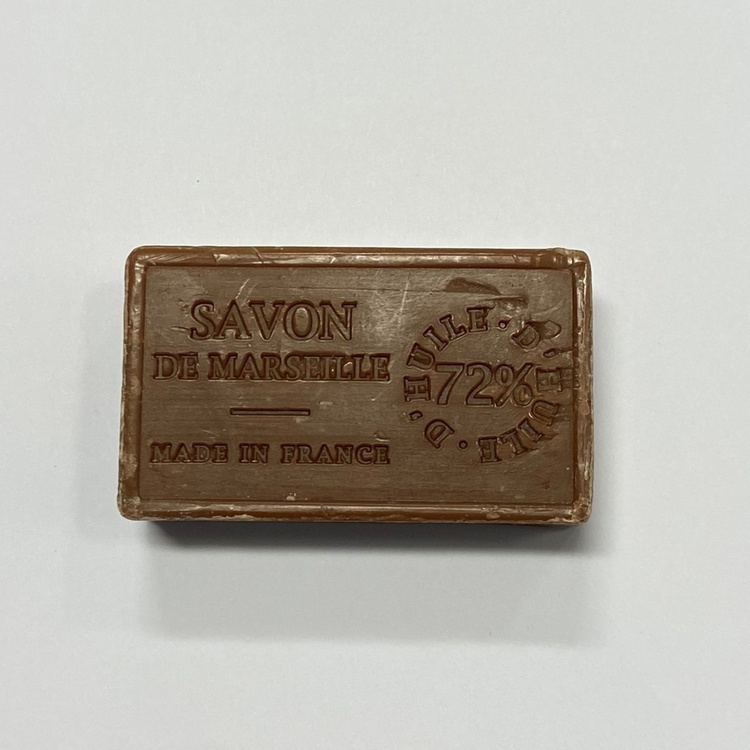 SAVON
DE MARSEILLE
MADE IN FRANCE
D'HUILE · D'HUILE ·
72%